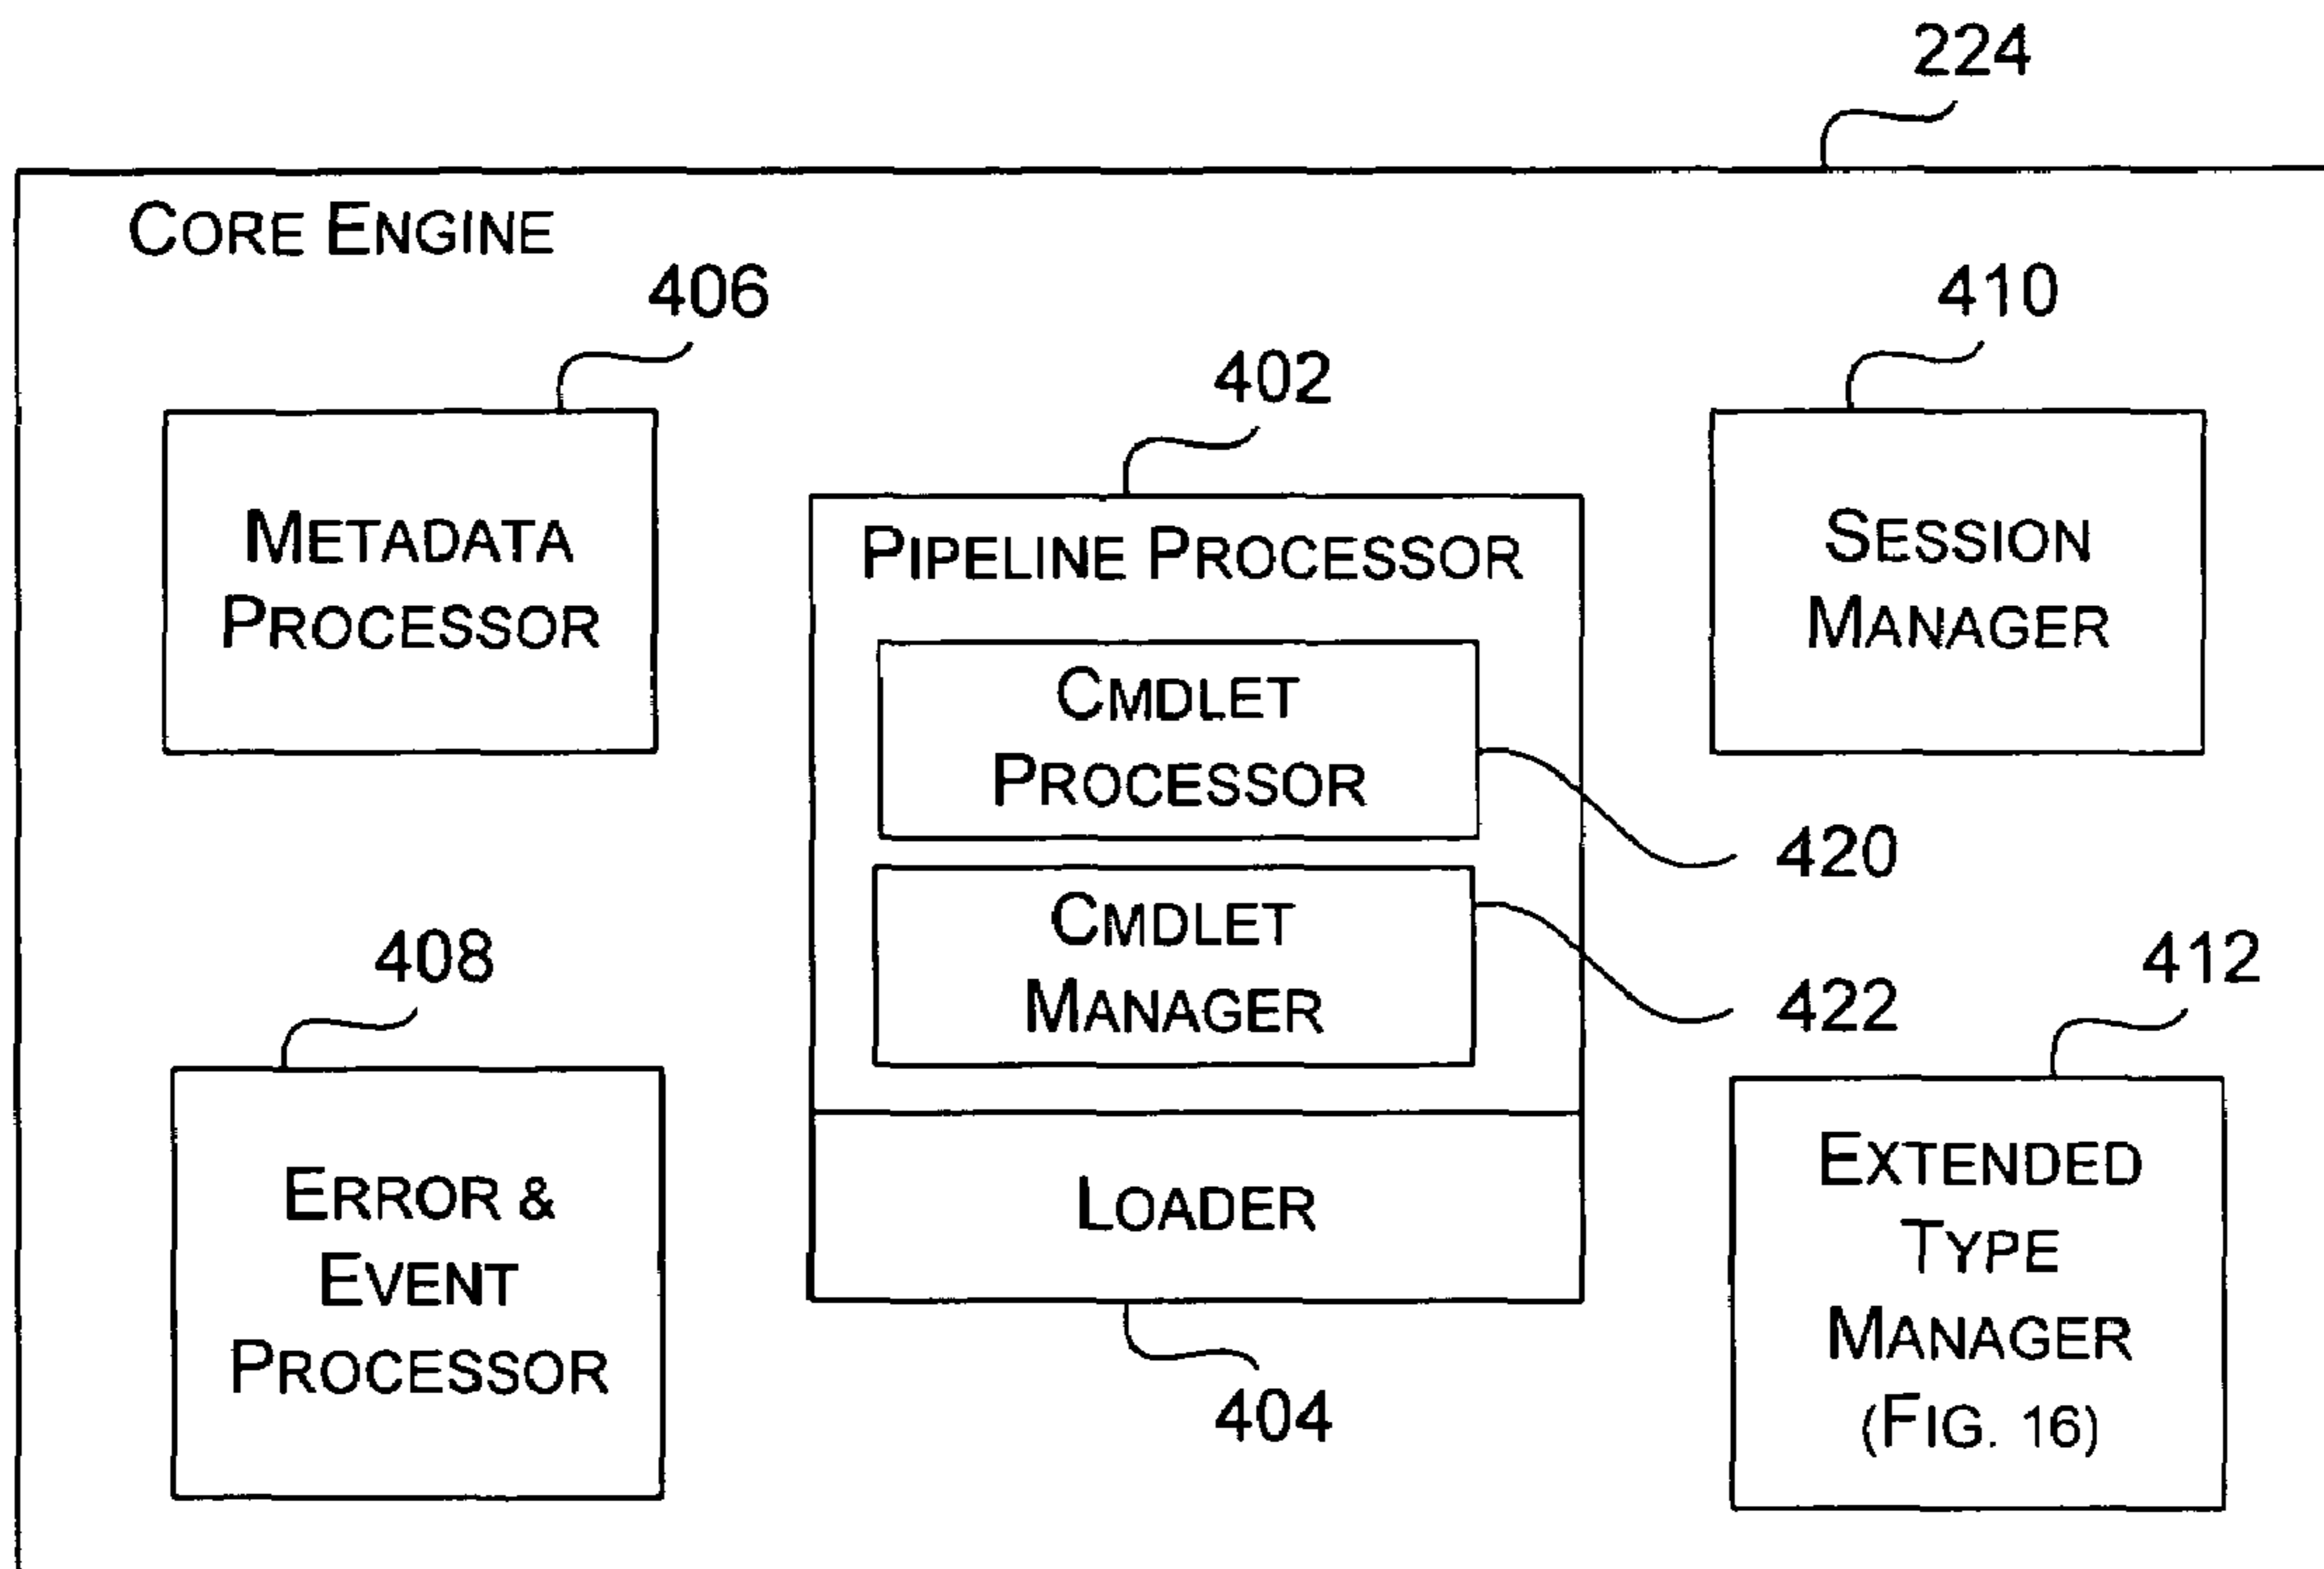 224
CORE ENGINE
406
410
402
METADATA
PROCESSOR
PIPELINE PROCESSOR
SESSION
MANAGER
CMDLET
PROCESSOR
420
CMDLET
MANAGER
422
408
412
ERROR &
EVENT
PROCESSOR
LOADER
404
EXTENDED
TYPE
MANAGER
(FIG. 16)